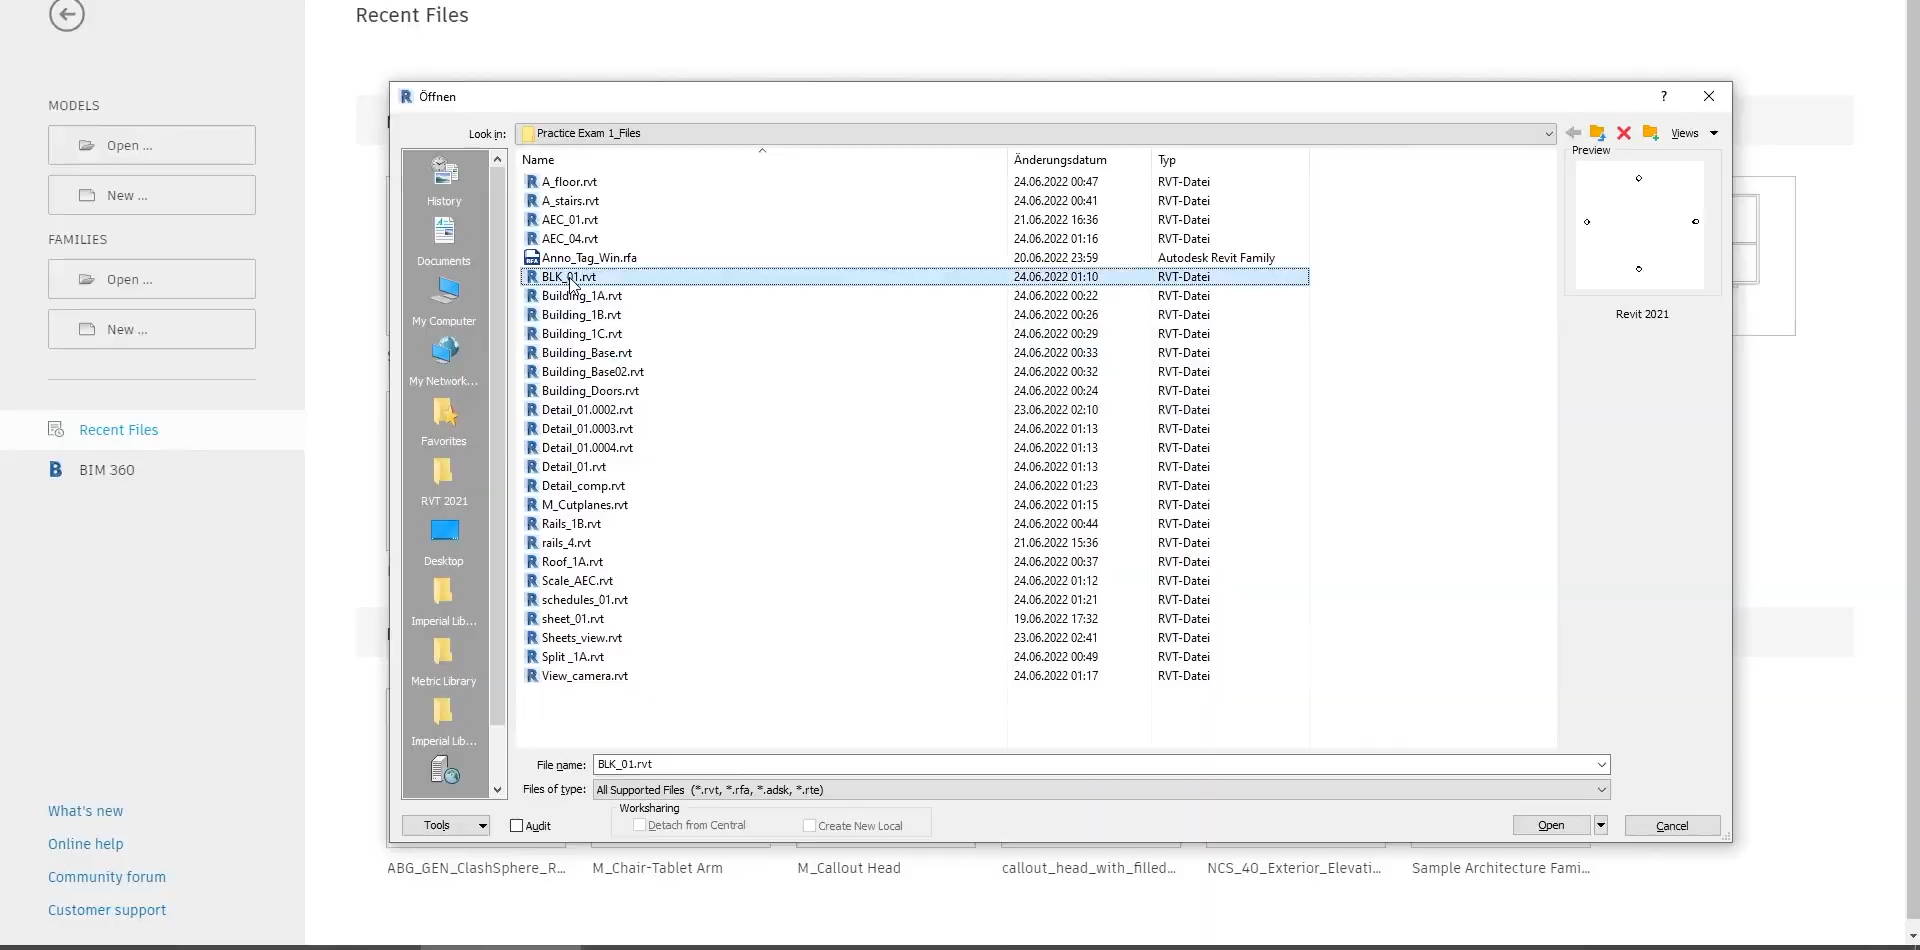 Recent Files
MODELS
Open ...
New ...
FAMILIES
Open ...
New ...
Recent Files
BIM 360
What's new
Online help
Community forum
Customer support
Öffnen
?
Look in:
Practice Exam 1_Files
Views
Preview
Revit 2021
History
Documents
My Computer
My Network...
Favorites
RVT 2021
Desktop
Imperial Lib...
Metric Library
Imperial Lib...
Name Änderungsdatum Typ
A_floor.rvt 24.06.2022 00:47 RVT-Datei
A_stairs.rvt 24.06.2022 00:41 RVT-Datei
AEC_01.rvt 21.06.2022 16:36 RVT-Datei
AEC_04.rvt 24.06.2022 01:16 RVT-Datei
Anno_Tag_Win.rfa 20.06.2022 23:59 Autodesk Revit Family
BLK_01.rvt 24.06.2022 01:10 RVT-Datei
Building_1A.rvt 24.06.2022 00:22 RVT-Datei
Building_1B.rvt 24.06.2022 00:26 RVT-Datei
Building_1C.rvt 24.06.2022 00:29 RVT-Datei
Building_Base.rvt 24.06.2022 00:33 RVT-Datei
Building_Base02.rvt 24.06.2022 00:32 RVT-Datei
Building_Doors.rvt 24.06.2022 00:24 RVT-Datei
Detail_01.0002.rvt 23.06.2022 02:10 RVT-Datei
Detail_01.0003.rvt 24.06.2022 01:13 RVT-Datei
Detail_01.0004.rvt 24.06.2022 01:13 RVT-Datei
Detail_01.rvt 24.06.2022 01:13 RVT-Datei
Detail_comp.rvt 24.06.2022 01:23 RVT-Datei
M_Cutplanes.rvt 24.06.2022 01:15 RVT-Datei
Rails_1B.rvt 24.06.2022 00:44 RVT-Datei
rails_4.rvt 21.06.2022 15:36 RVT-Datei
Roof_1A.rvt 24.06.2022 00:37 RVT-Datei
Scale_AEC.rvt 24.06.2022 01:12 RVT-Datei
schedules_01.rvt 24.06.2022 01:21 RVT-Datei
sheet_01.rvt 19.06.2022 17:32 RVT-Datei
Sheets_view.rvt 23.06.2022 02:41 RVT-Datei
Split _1A.rvt 24.06.2022 00:49 RVT-Datei
View_camera.rvt 24.06.2022 01:17 RVT-Datei
File name: BLK_01.rvt
Files of type: All Supported Files (*.rvt, *.rfa, *.adsk, *.rte)
Worksharing
Tools
Audit
Detach from Central
Create New Local
Open
Cancel
ABG_GEN_ClashSphere_R...
M_Chair-Tablet Arm
M_Callout Head
callout_head_with_filled...
NCS_40_Exterior_Elevati...
Sample Architecture Fami...